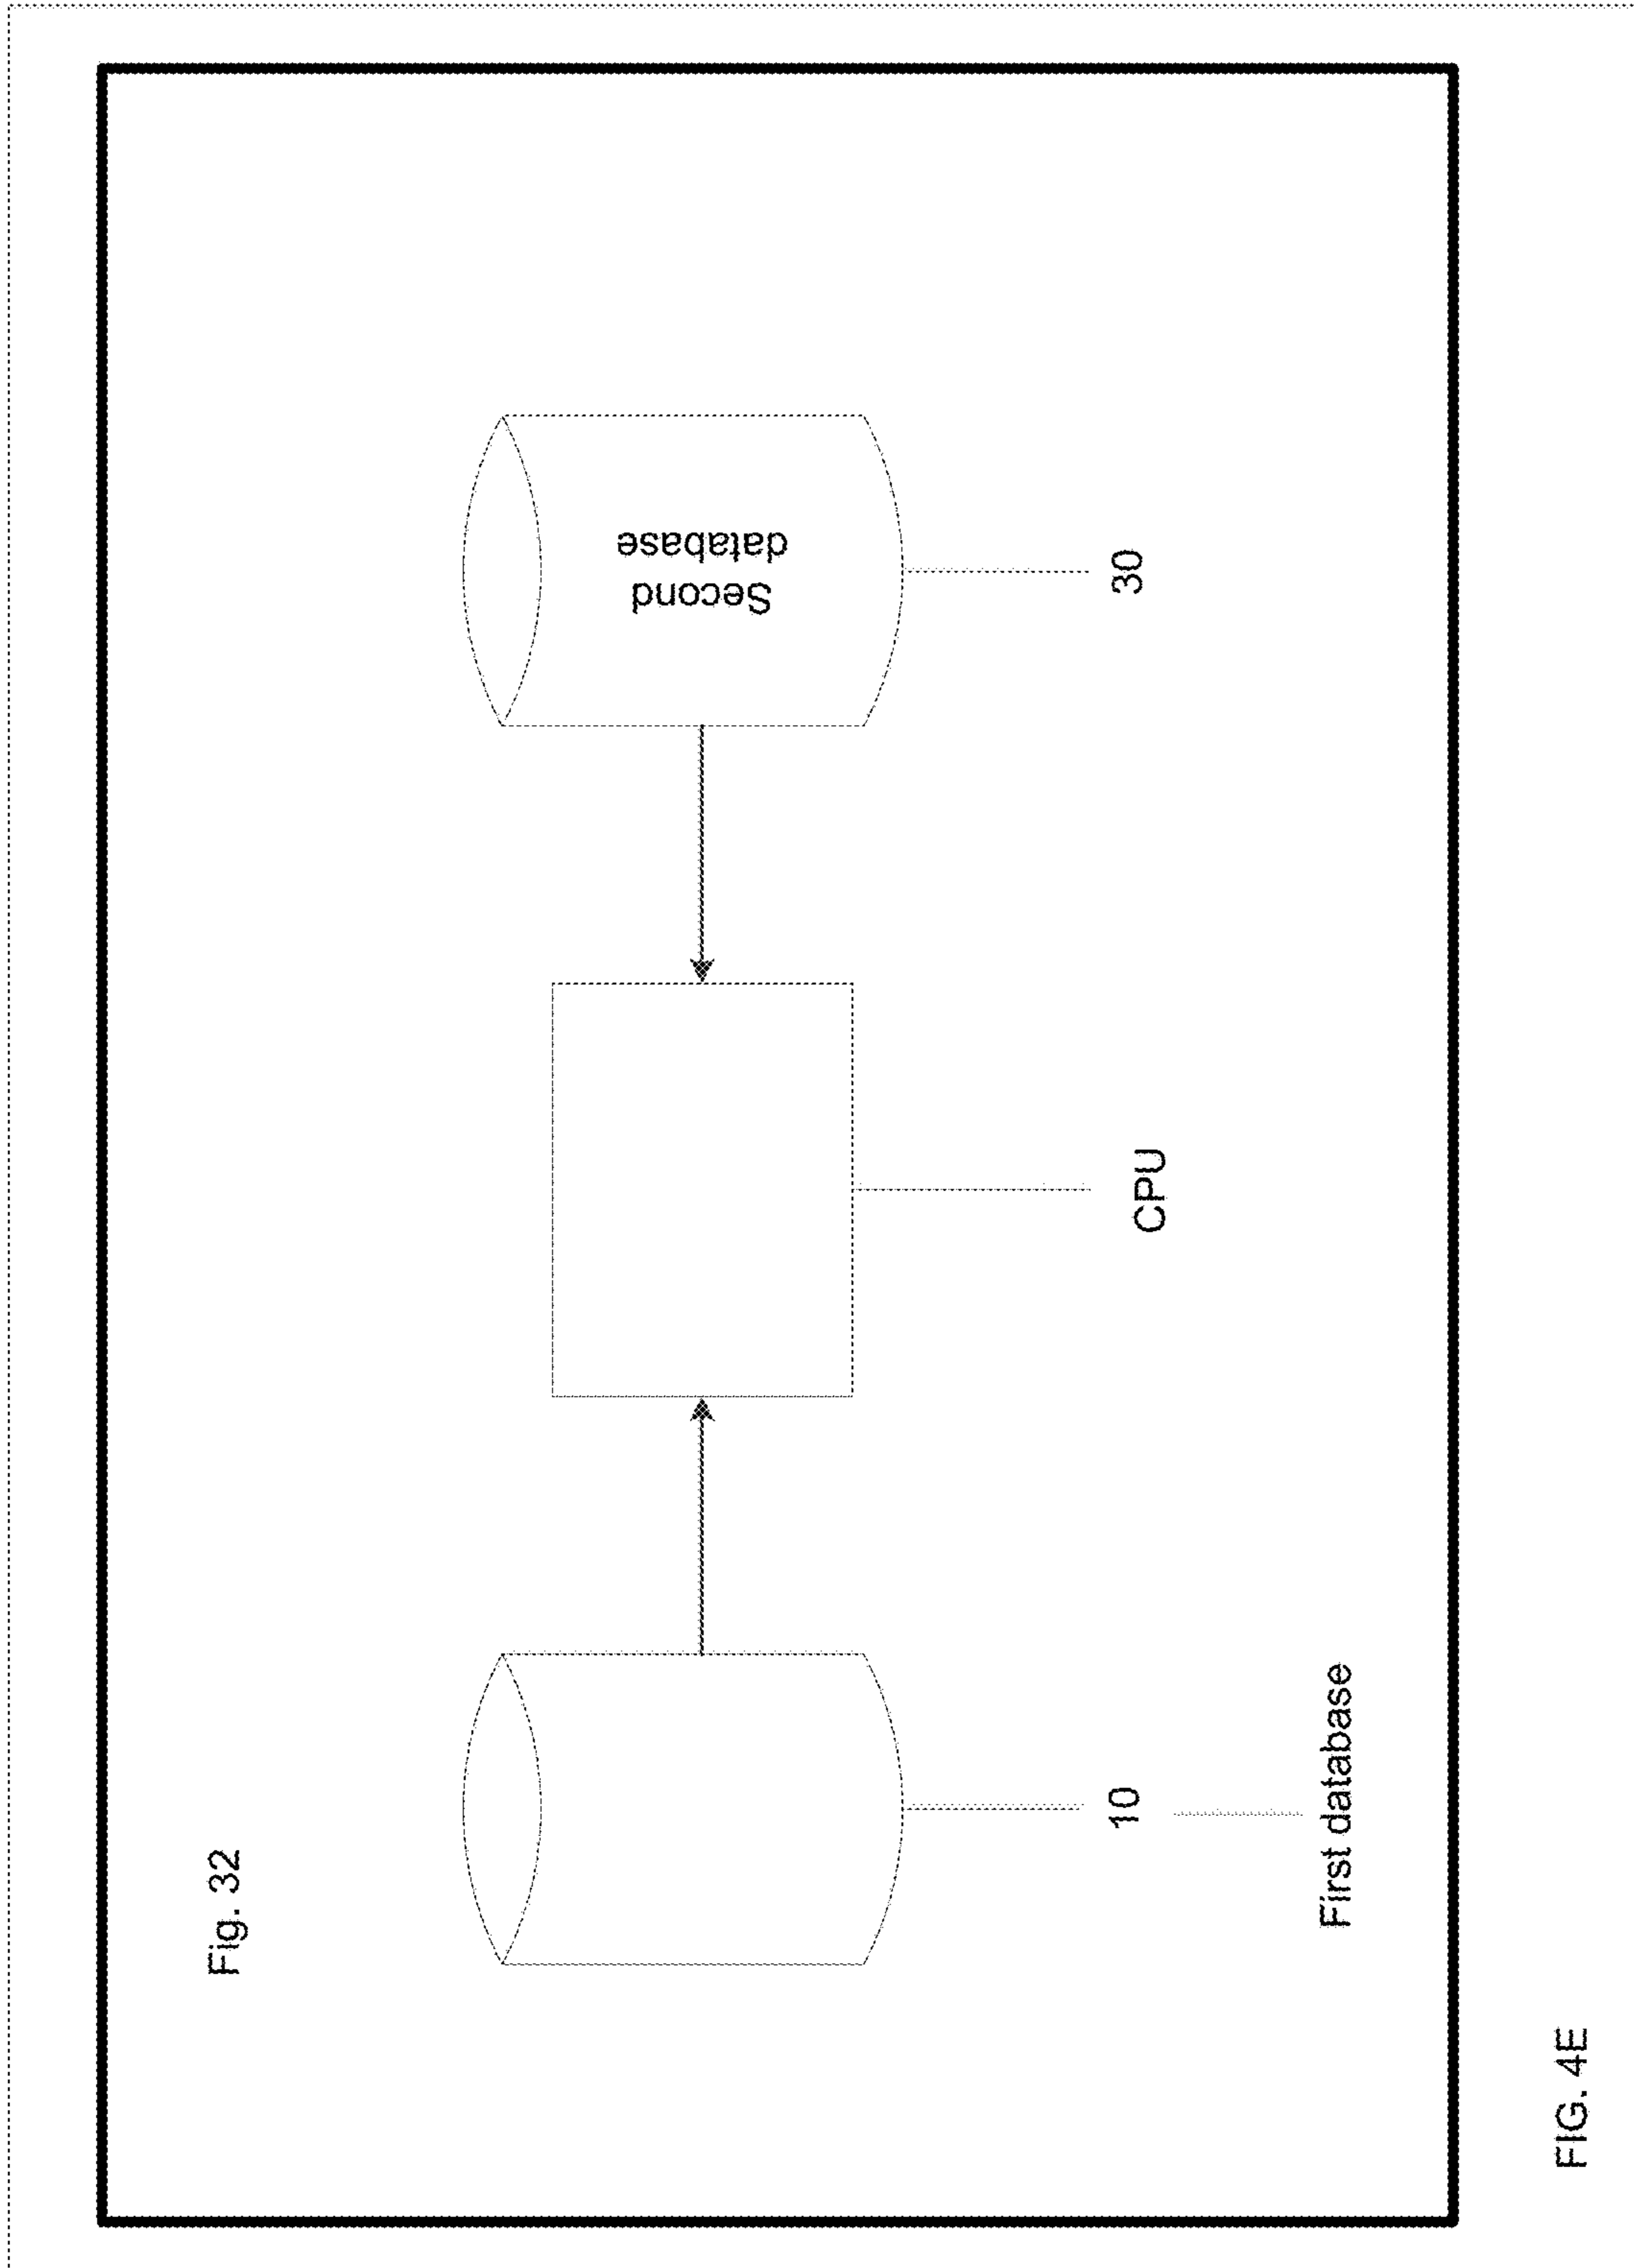 Fig. 32
Second
database
10
CPU
30
First database
FIG. 4E